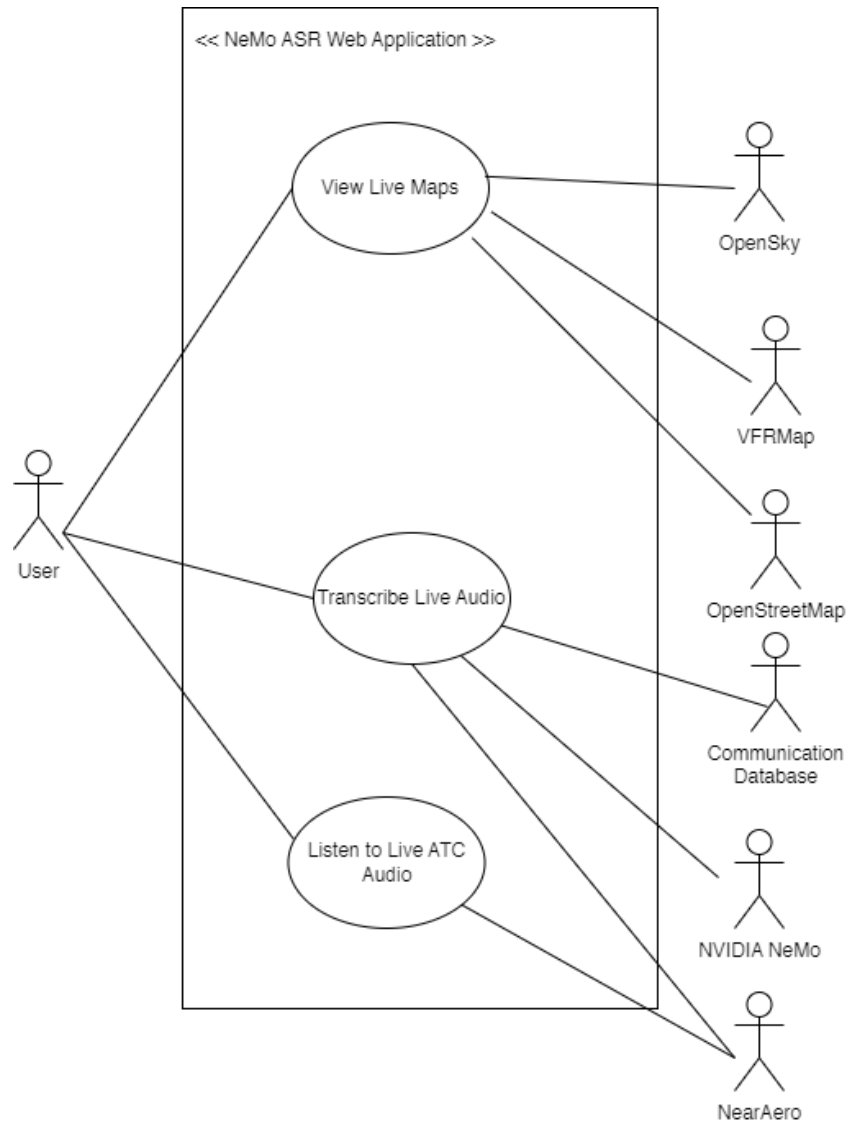 << NeMo ASR Web Application >>
View Live Maps
OpenSky
VFRMap
User
Transcribe Live Audio
OpenStreetMap
Communication
Database
Listen to Live ATC
Audio
NVIDIA NeMo
NearAero